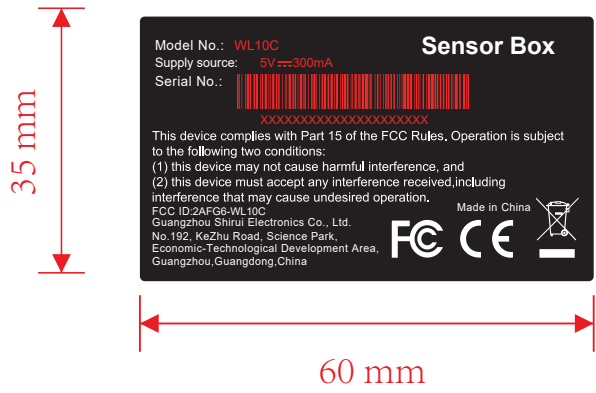 35 mm
Model No.: WL10C
Sensor Box
Supply source: 5V⎓300mA
Serial No.:
XXXXXXXXXXXXXXXXXXXXX
This device complies with Part 15 of the FCC Rules. Operation is subject
to the following two conditions:
(1) this device may not cause harmful interference, and
(2) this device must accept any interference received,including
interference that may cause undesired operation.
FCC ID:2AFG6-WL10C
Made in China
Guangzhou Shirui Electronics Co., Ltd.
No.192, KeZhu Road, Science Park,
Economic-Technological Development Area,
Guangzhou,Guangdong,China
FC CE
60 mm